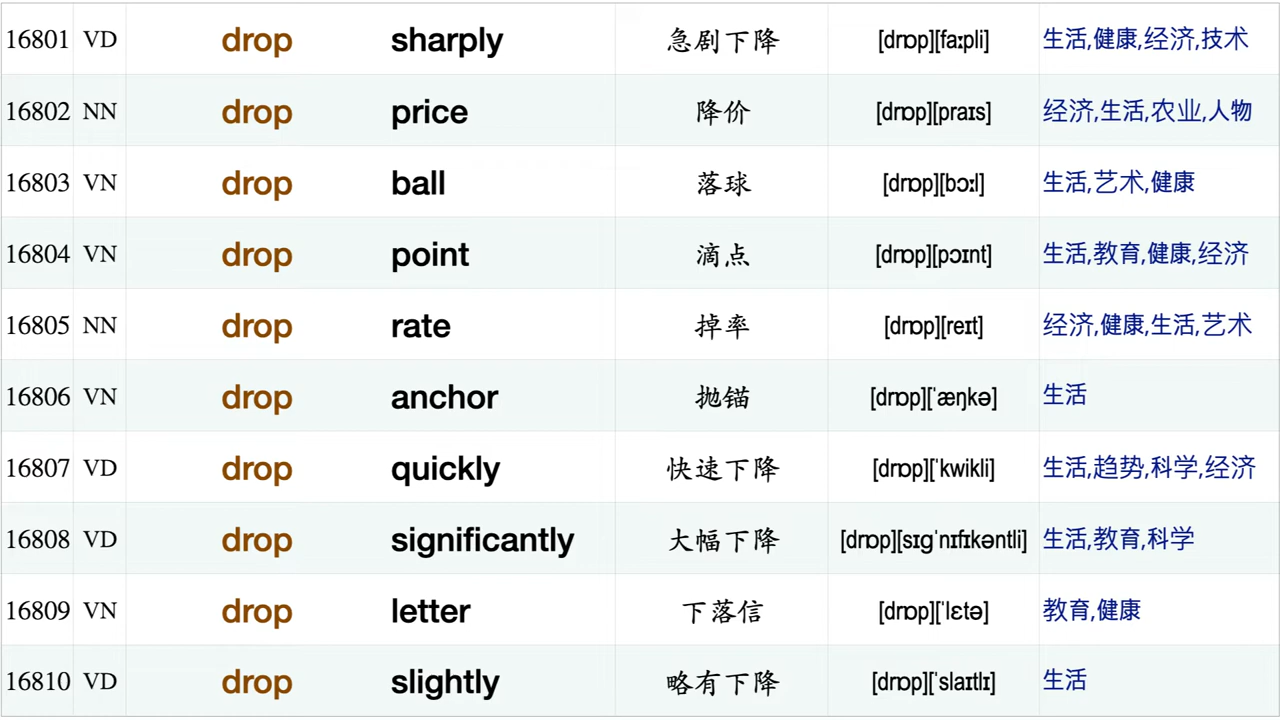 16801 VD drop sharply 急剧下降 [drɒp][faːpli] 生活,健康,经济,技术
16802 NN drop price 降价 [drɒp][praɪs] 经济,生活,农业,人物
16803 VN drop ball 落球 [drɒp][bɔːl] 生活,艺术,健康
16804 VN drop point 滴点 [drɒp][pɔɪnt] 生活,教育,健康,经济
16805 NN drop rate 掉率 [drɒp][reɪt] 经济,健康,生活,艺术
16806 VN drop anchor 抛锚 [drɒp][ˈæŋkə] 生活
16807 VD drop quickly 快速下降 [drɒp][ˈkwikli] 生活,趋势,科学,经济
16808 VD drop significantly 大幅下降 [drɒp][sɪɡˈnɪfɪkəntli] 生活,教育,科学
16809 VN drop letter 下落信 [drɒp][ˈlɛtə] 教育,健康
16810 VD drop slightly 略有下降 [drɒp][ˈslaɪtlɪ] 生活